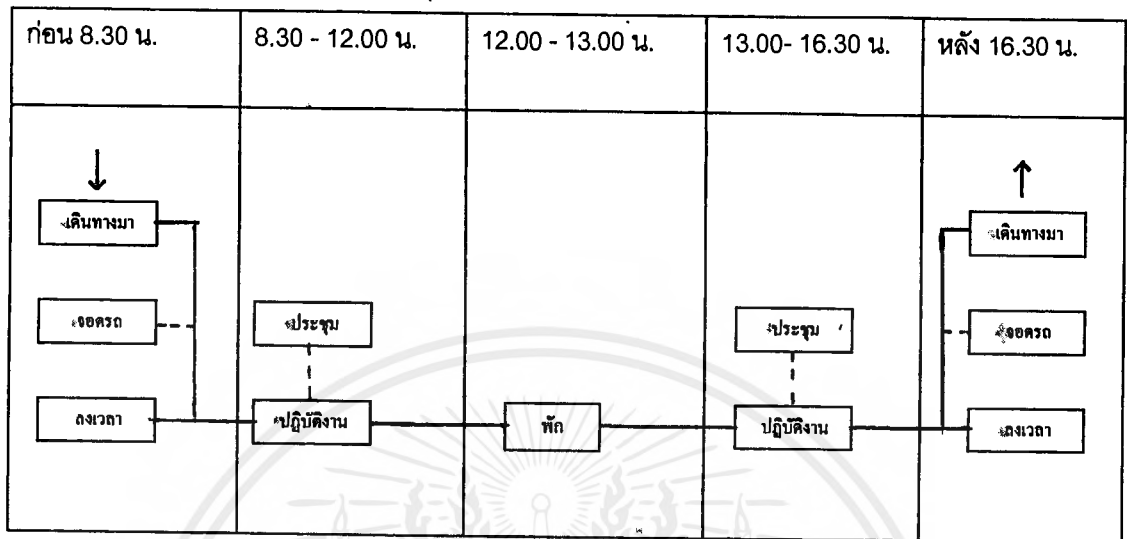 ก่อน 8.30 น.
8.30 - 12.00 น.
12.00 - 13.00 น.
13.00- 16.30 น.
หลัง 16.30 น.
เดินทางมา
จอดรถ
ลงเวลา
ประชุม
ปฏิบัติงาน
พัก
ประชุม
ปฏิบัติงาน
เดินทางมา
จอดรถ
ลงเวลา